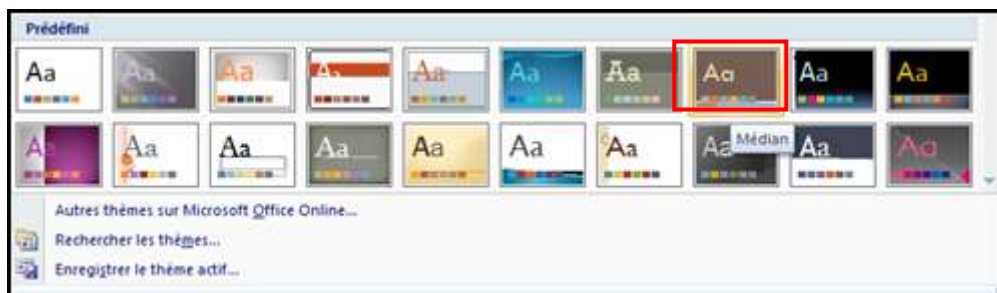 Prédéfini
Aa Aa Aa Aa Aa Aa Aa Aa Aa Aa
Aa Aa Aa Aa Aa Aa Aa Aa Médian Aa Aa
Autres thèmes sur Microsoft Office Online...
Rechercher les thèmes...
Enregistrer le thème actif...